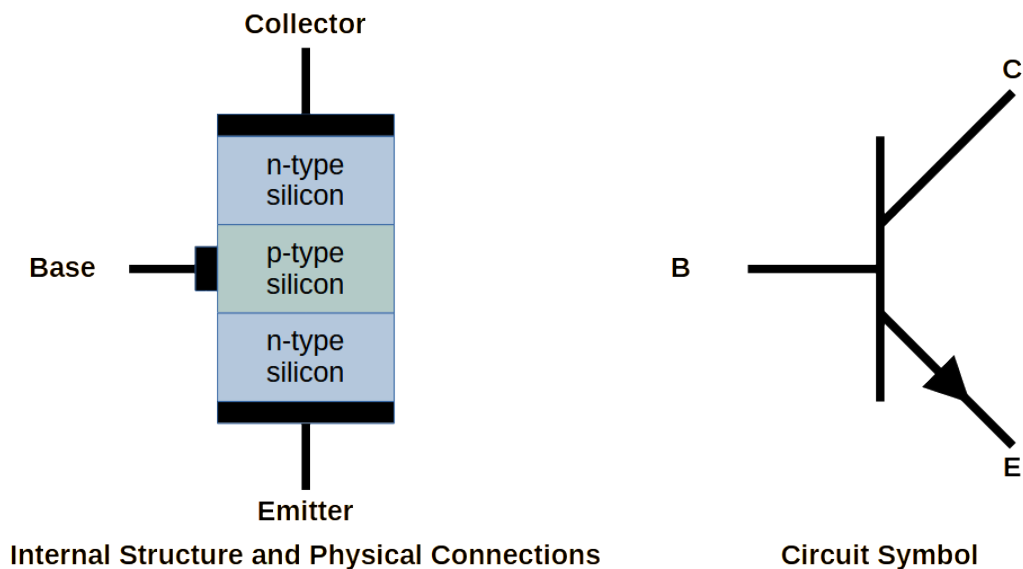 Collector
n-type
silicon
Base
p-type
silicon
n-type
silicon
Emitter
Internal Structure and Physical Connections
C
B
E
Circuit Symbol